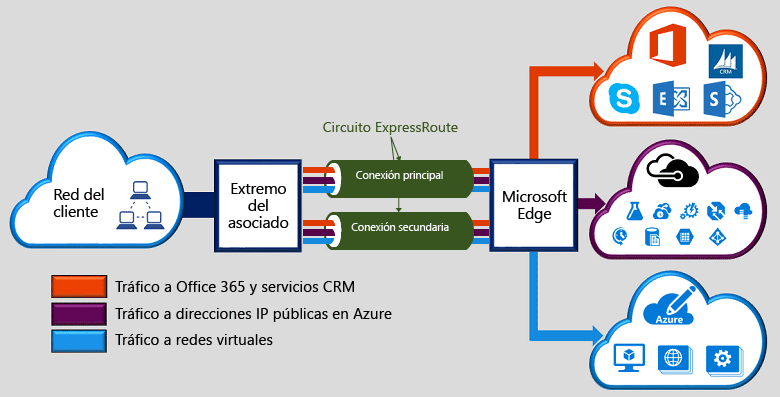 Circuito ExpressRoute
Red del
cliente
Extremo
del
asociado
Conexión principal
Conexión secundaria
Microsoft
Edge
CRM
Azure
Tráfico a Office 365 y servicios CRM
Tráfico a direcciones IP públicas en Azure
Tráfico a redes virtuales